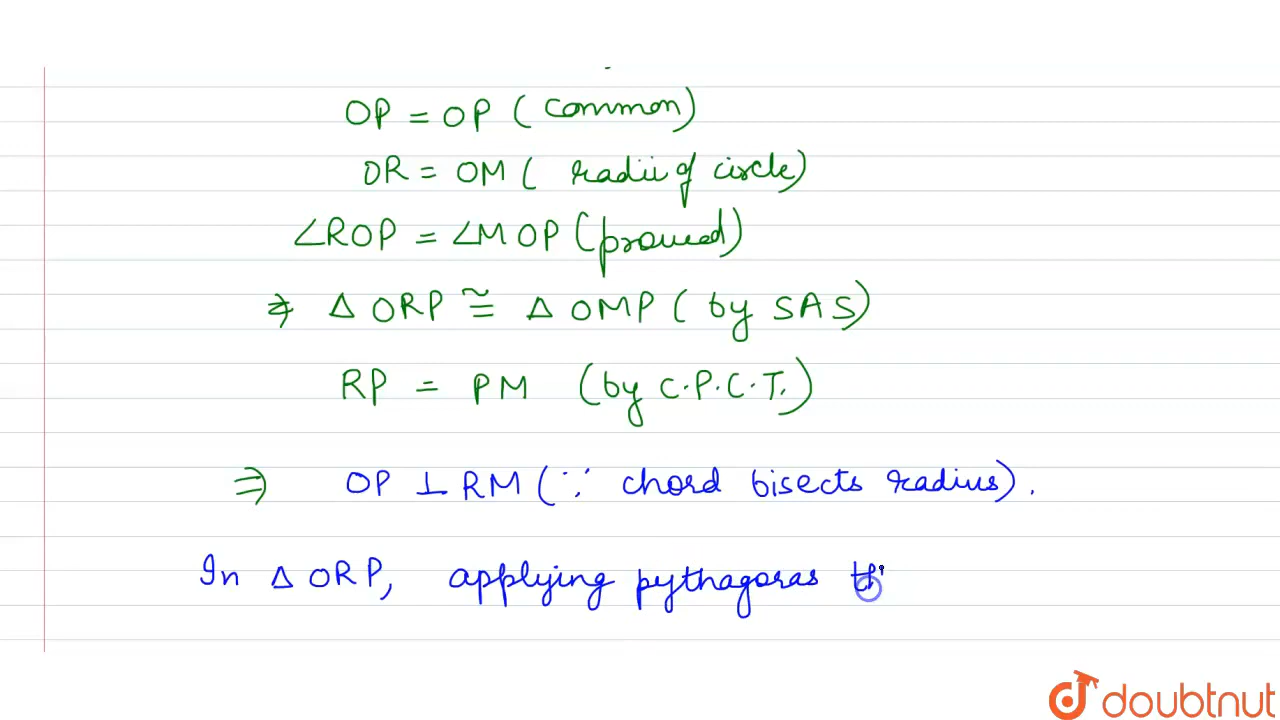 OP = OP (common)
OR = OM ( radii of circle)
∠ROP = ∠MOP (proved)
⇒ Δ ORP ≅ Δ OMP ( by SAS)
RP = PM (by C.P.C.T.)
⇒ OP ⊥ RM (∵ chord bisects radius).
In Δ ORP, applying pythagoras th
doubtnut